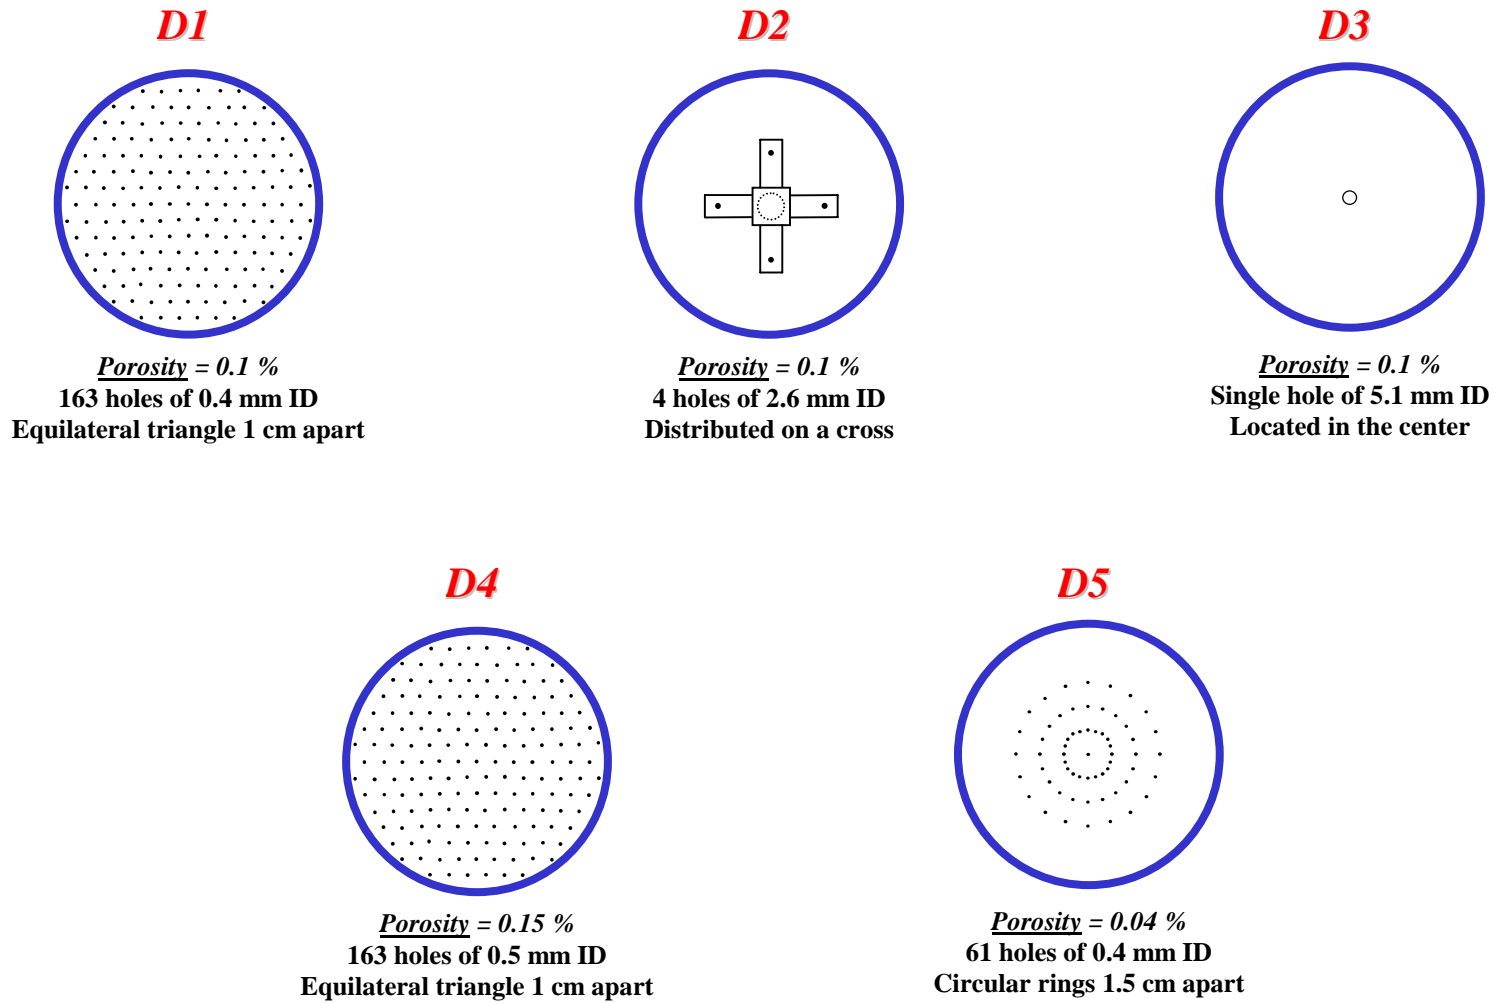 D1
Porosity = 0.1 %
163 holes of 0.4 mm ID
Equilateral triangle 1 cm apart
D2
Porosity = 0.1 %
4 holes of 2.6 mm ID
Distributed on a cross
D3
Porosity = 0.1 %
Single hole of 5.1 mm ID
Located in the center
D4
Porosity = 0.15 %
163 holes of 0.5 mm ID
Equilateral triangle 1 cm apart
D5
Porosity = 0.04 %
61 holes of 0.4 mm ID
Circular rings 1.5 cm apart